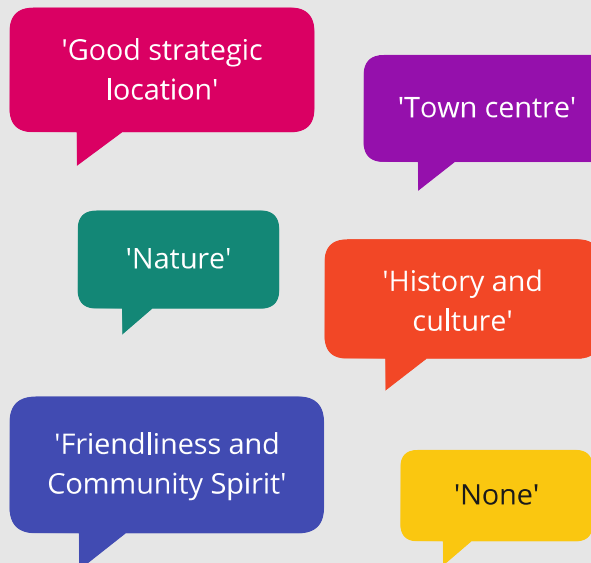 'Good strategic
location'
'Town centre'
'Nature'
'History and
culture'
'Friendliness and
Community Spirit'
'None'